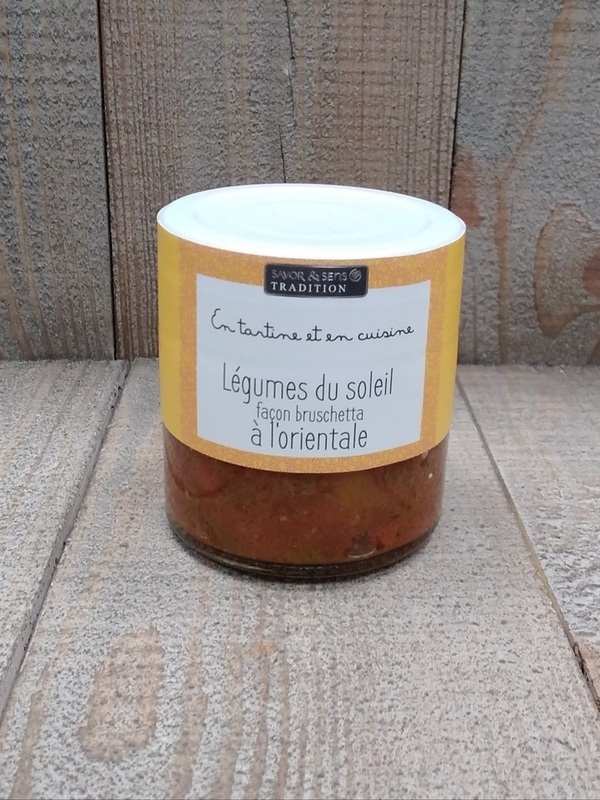 SAVOR & SENS
TRADITION
En tartine et en cuisine
Légumes du soleil
façon bruschetta
à l'orientale